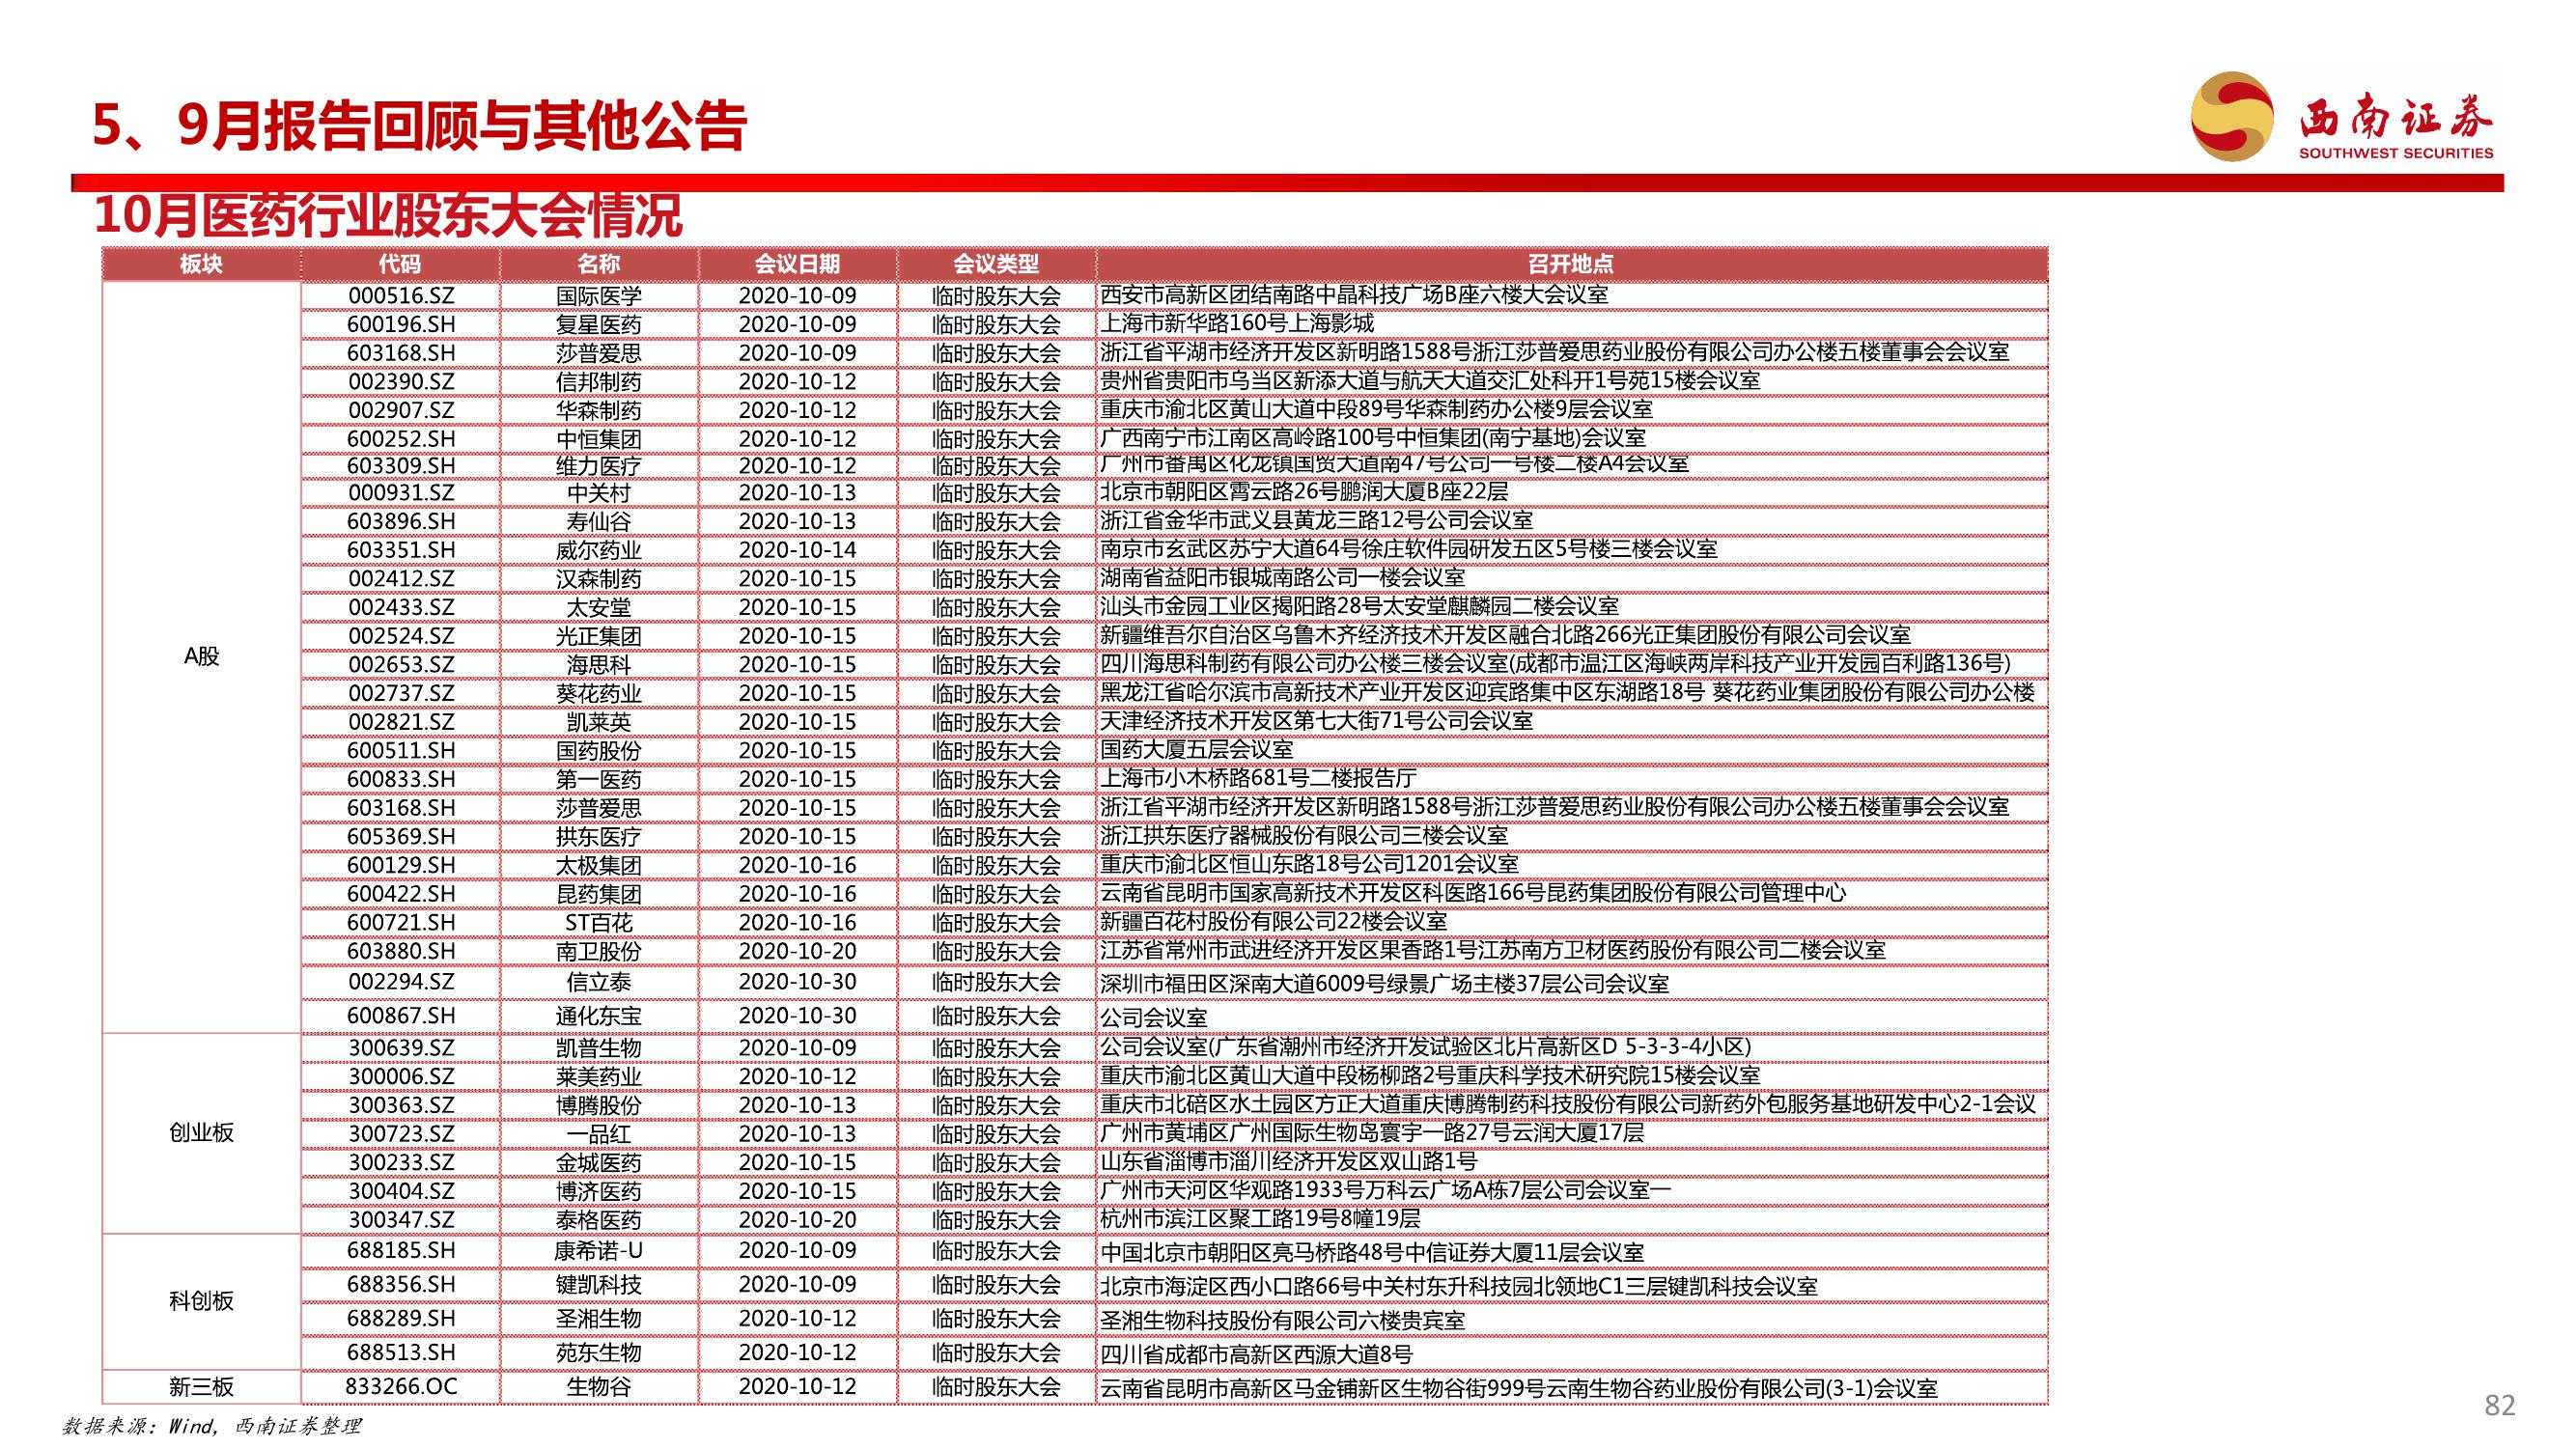 5、9月报告回顾与其他公告
西南证券
SOUTHWEST SECURITIES
10月医药行业股东大会情况
板块 代码 名称 会议日期 会议类型 召开地点
A股
000516.SZ 国际医学 2020-10-09 临时股东大会 西安市高新区团结南路中晶科技广场B座六楼大会议室
600196.SH 复星医药 2020-10-09 临时股东大会 上海市新华路160号上海影城
603168.SH 莎普爱思 2020-10-09 临时股东大会 浙江省平湖市经济开发区新明路1588号浙江莎普爱思药业股份有限公司办公楼五楼董事会会议室
002390.SZ 信邦制药 2020-10-12 临时股东大会 贵州省贵阳市乌当区新添大道与航天大道交汇处科开1号苑15楼会议室
002907.SZ 华森制药 2020-10-12 临时股东大会 重庆市渝北区黄山大道中段89号华森制药办公楼9层会议室
600252.SH 中恒集团 2020-10-12 临时股东大会 广西南宁市江南区高岭路100号中恒集团(南宁基地)会议室
603309.SH 维力医疗 2020-10-12 临时股东大会 广州市番禺区化龙镇国贸大道南47号公司一号楼二楼A4会议室
000931.SZ 中关村 2020-10-13 临时股东大会 北京市朝阳区霄云路26号鹏润大厦B座22层
603896.SH 寿仙谷 2020-10-13 临时股东大会 浙江省金华市武义县黄龙三路12号公司会议室
603351.SH 威尔药业 2020-10-14 临时股东大会 南京市玄武区苏宁大道64号徐庄软件园研发五区5号楼三楼会议室
002412.SZ 汉森制药 2020-10-15 临时股东大会 湖南省益阳市银城南路公司一楼会议室
002433.SZ 太安堂 2020-10-15 临时股东大会 汕头市金园工业区揭阳路28号太安堂麒麟园二楼会议室
002524.SZ 光正集团 2020-10-15 临时股东大会 新疆维吾尔自治区乌鲁木齐经济技术开发区融合北路266光正集团股份有限公司会议室
002653.SZ 海思科 2020-10-15 临时股东大会 四川海思科制药有限公司办公楼三楼会议室(成都市温江区海峡两岸科技产业开发园百利路136号)
002737.SZ 葵花药业 2020-10-15 临时股东大会 黑龙江省哈尔滨市高新技术产业开发区迎宾路集中区东湖路18号 葵花药业集团股份有限公司办公楼
002821.SZ 凯莱英 2020-10-15 临时股东大会 天津经济技术开发区第七大街71号公司会议室
600511.SH 国药股份 2020-10-15 临时股东大会 国药大厦五层会议室
600833.SH 第一医药 2020-10-15 临时股东大会 上海市小木桥路681号二楼报告厅
603168.SH 莎普爱思 2020-10-15 临时股东大会 浙江省平湖市经济开发区新明路1588号浙江莎普爱思药业股份有限公司办公楼五楼董事会会议室
605369.SH 拱东医疗 2020-10-15 临时股东大会 浙江拱东医疗器械股份有限公司三楼会议室
600129.SH 太极集团 2020-10-16 临时股东大会 重庆市渝北区恒山东路18号公司1201会议室
600422.SH 昆药集团 2020-10-16 临时股东大会 云南省昆明市国家高新技术开发区科医路166号昆药集团股份有限公司管理中心
600721.SH ST百花 2020-10-16 临时股东大会 新疆百花村股份有限公司22楼会议室
603880.SH 南卫股份 2020-10-20 临时股东大会 江苏省常州市武进经济开发区果香路1号江苏南方卫材医药股份有限公司二楼会议室
002294.SZ 信立泰 2020-10-30 临时股东大会 深圳市福田区深南大道6009号绿景广场主楼37层公司会议室
600867.SH 通化东宝 2020-10-30 临时股东大会 公司会议室
创业板
300639.SZ 凯普生物 2020-10-09 临时股东大会 公司会议室(广东省潮州市经济开发试验区北片高新区D 5-3-3-4小区)
300006.SZ 莱美药业 2020-10-12 临时股东大会 重庆市渝北区黄山大道中段杨柳路2号重庆科学技术研究院15楼会议室
300363.SZ 博腾股份 2020-10-13 临时股东大会 重庆市北碚区水土园区方正大道重庆博腾制药科技股份有限公司新药外包服务基地研发中心2-1会议
300723.SZ 一品红 2020-10-13 临时股东大会 广州市黄埔区广州国际生物岛寰宇一路27号云润大厦17层
300233.SZ 金城医药 2020-10-15 临时股东大会 山东省淄博市淄川经济开发区双山路1号
300404.SZ 博济医药 2020-10-15 临时股东大会 广州市天河区华观路1933号万科云广场A栋7层公司会议室一
300347.SZ 泰格医药 2020-10-20 临时股东大会 杭州市滨江区聚工路19号8幢19层
科创板
688185.SH 康希诺-U 2020-10-09 临时股东大会 中国北京市朝阳区亮马桥路48号中信证券大厦11层会议室
688356.SH 键凯科技 2020-10-09 临时股东大会 北京市海淀区西小口路66号中关村东升科技园北领地C1三层键凯科技会议室
688289.SH 圣湘生物 2020-10-12 临时股东大会 圣湘生物科技股份有限公司六楼贵宾室
688513.SH 苑东生物 2020-10-12 临时股东大会 四川省成都市高新区西源大道8号
新三板 833266.OC 生物谷 2020-10-12 临时股东大会 云南省昆明市高新区马金铺新区生物谷街999号云南生物谷药业股份有限公司(3-1)会议室
数据来源：Wind，西南证券整理
82